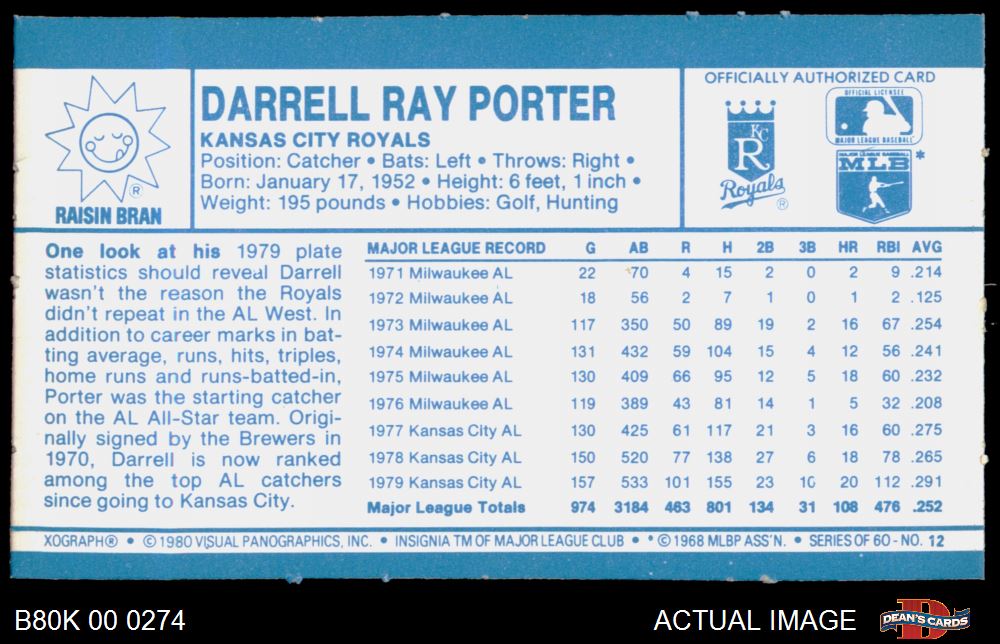 RAISIN BRAN
®
DARRELL RAY PORTER
KANSAS CITY ROYALS
Position: Catcher • Bats: Left • Throws: Right •
Born: January 17, 1952 • Height: 6 feet, 1 inch •
Weight: 195 pounds • Hobbies: Golf, Hunting
OFFICIALLY AUTHORIZED CARD
KC
R
Royals ®
OFFICIAL LICENSEE
MAJOR LEAGUE BASEBALL
MAJOR LEAGUE BASEBALL
MLB *
One look at his 1979 plate
statistics should reveal Darrell
wasn't the reason the Royals
didn't repeat in the AL West. In
addition to career marks in bat-
ting average, runs, hits, triples,
home runs and runs-batted-in,
Porter was the starting catcher
on the AL All-Star team. Origi-
nally signed by the Brewers in
1970, Darrell is now ranked
among the top AL catchers
since going to Kansas City.
MAJOR LEAGUE RECORD G AB R H 2B 3B HR RBI AVG
1971 Milwaukee AL 22 70 4 15 2 0 2 9 .214
1972 Milwaukee AL 18 56 2 7 1 0 1 2 .125
1973 Milwaukee AL 117 350 50 89 19 2 16 67 .254
1974 Milwaukee AL 131 432 59 104 15 4 12 56 .241
1975 Milwaukee AL 130 409 66 95 12 5 18 60 .232
1976 Milwaukee AL 119 389 43 81 14 1 5 32 .208
1977 Kansas City AL 130 425 61 117 21 3 16 60 .275
1978 Kansas City AL 150 520 77 138 27 6 18 78 .265
1979 Kansas City AL 157 533 101 155 23 10 20 112 .291
Major League Totals 974 3184 463 801 134 31 108 476 .252
XOGRAPH® • © 1980 VISUAL PANOGRAPHICS, INC. • INSIGNIA TM OF MAJOR LEAGUE CLUB • * © 1968 MLBP ASS'N. • SERIES OF 60 - NO. 12
B80K 00 0274
ACTUAL IMAGE
D
DEAN'S CARDS